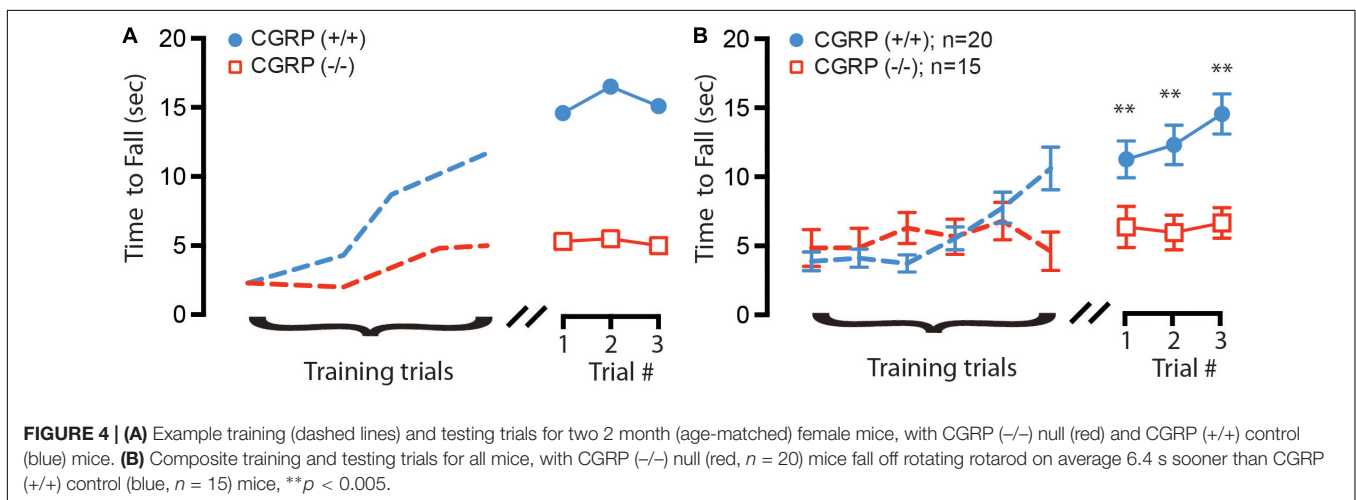 A
20
15
10
5
0
Time to Fall (sec)
CGRP (+/+)
CGRP (-/-)
Training trials
1 2 3
Trial #
B
20
15
10
5
0
Time to Fall (sec)
CGRP (+/+); n=20
CGRP (-/-); n=15
**
**
**
Training trials
1 2 3
Trial #
FIGURE 4 | (A) Example training (dashed lines) and testing trials for two 2 month (age-matched) female mice, with CGRP (–/–) null (red) and CGRP (+/+) control
(blue) mice. (B) Composite training and testing trials for all mice, with CGRP (–/–) null (red, n = 20) mice fall off rotating rotarod on average 6.4 s sooner than CGRP
(+/+) control (blue, n = 15) mice, **p < 0.005.